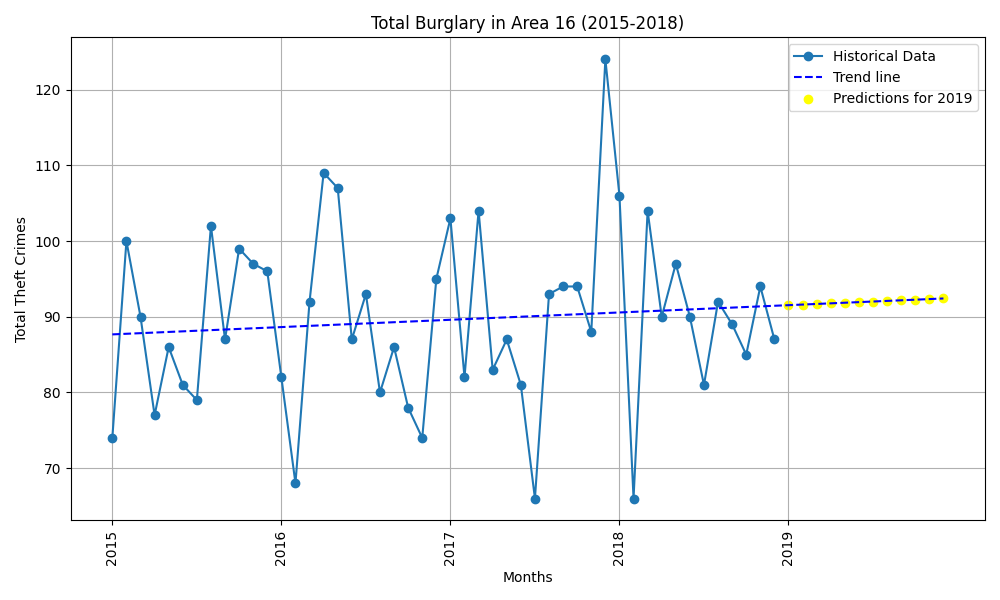 Total Burglary in Area 16 (2015-2018)
Historical Data
Trend line
Predictions for 2019
120
110
100
90
80
70
Total Theft Crimes
2015
2016
2017
2018
2019
Months